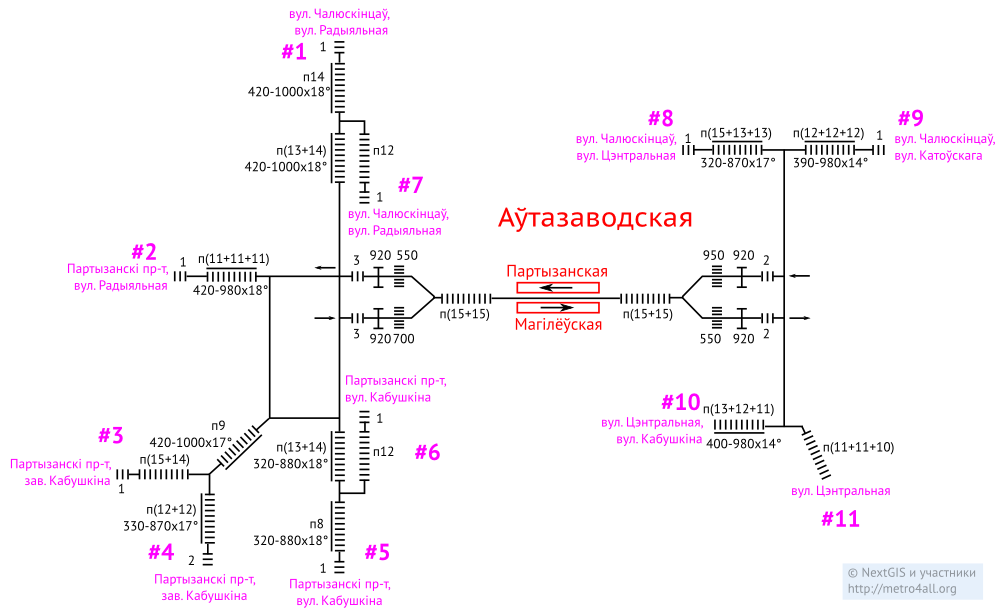 вул. Чалюскінцаў,
вул. Радыяльная
#1
1
п14
420-1000x18°
п(13+14)
420-1000x18°
п12
#7
1
вул. Чалюскінцаў,
вул. Радыяльная
#8
вул. Чалюскінцаў,
вул. Цэнтральная
1
п(15+13+13)
320-870x17°
п(12+12+12)
390-980x14°
1
#9
вул. Чалюскінцаў,
вул. Катоўскага
#2
Партызанскі пр-т,
вул. Радыяльная
1
п(11+11+11)
420-980x18°
3
920
550
Аўтазаводская
Партызанская
Магілёўская
п(15+15)
п(15+15)
950
920
2
3
920
700
550
920
2
Партызанскі пр-т,
вул. Кабушкіна
1
п12
#6
п(13+14)
320-880x18°
#3
Партызанскі пр-т,
зав. Кабушкіна
1
п(15+14)
п9
420-1000x17°
п(12+12)
330-870x17°
#4
2
Партызанскі пр-т,
зав. Кабушкіна
п8
320-880x18°
#5
1
Партызанскі пр-т,
вул. Кабушкіна
#10
вул. Цэнтральная,
вул. Кабушкіна
п(13+12+11)
400-980x14°
п(11+11+10)
вул. Цэнтральная
#11
© NextGIS и участники
http://metro4all.org